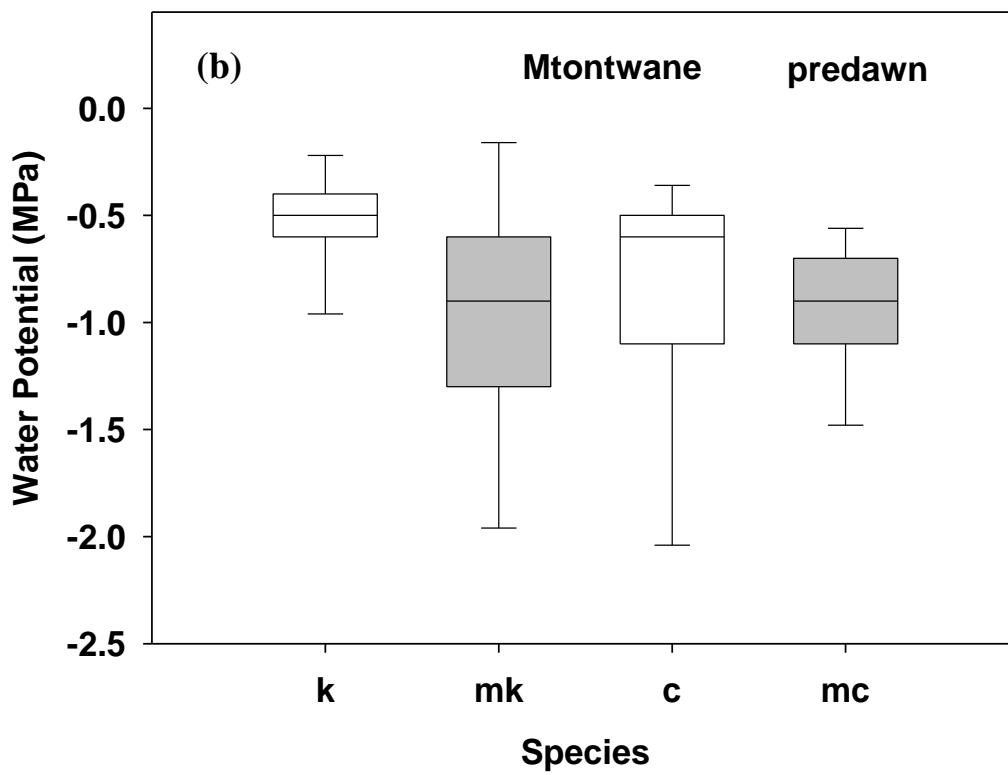 (b) Mtontwane predawn
0.0
-0.5
-1.0
-1.5
-2.0
-2.5
Water Potential (MPa)
k mk c mc
Species